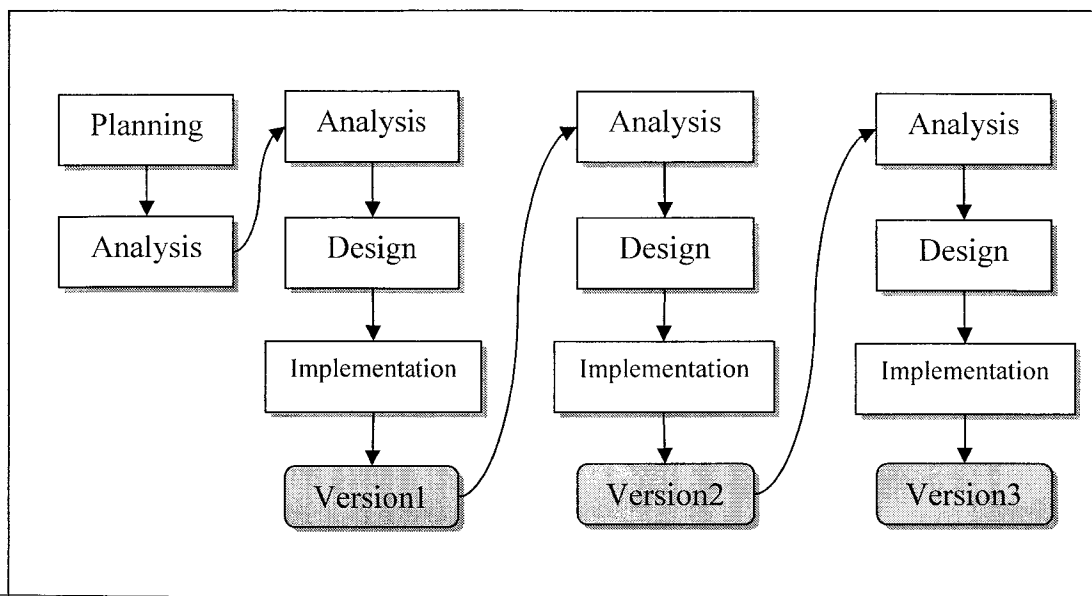 Planning
Analysis
Analysis
Design
Implementation
Version1
Analysis
Design
Implementation
Version2
Analysis
Design
Implementation
Version3